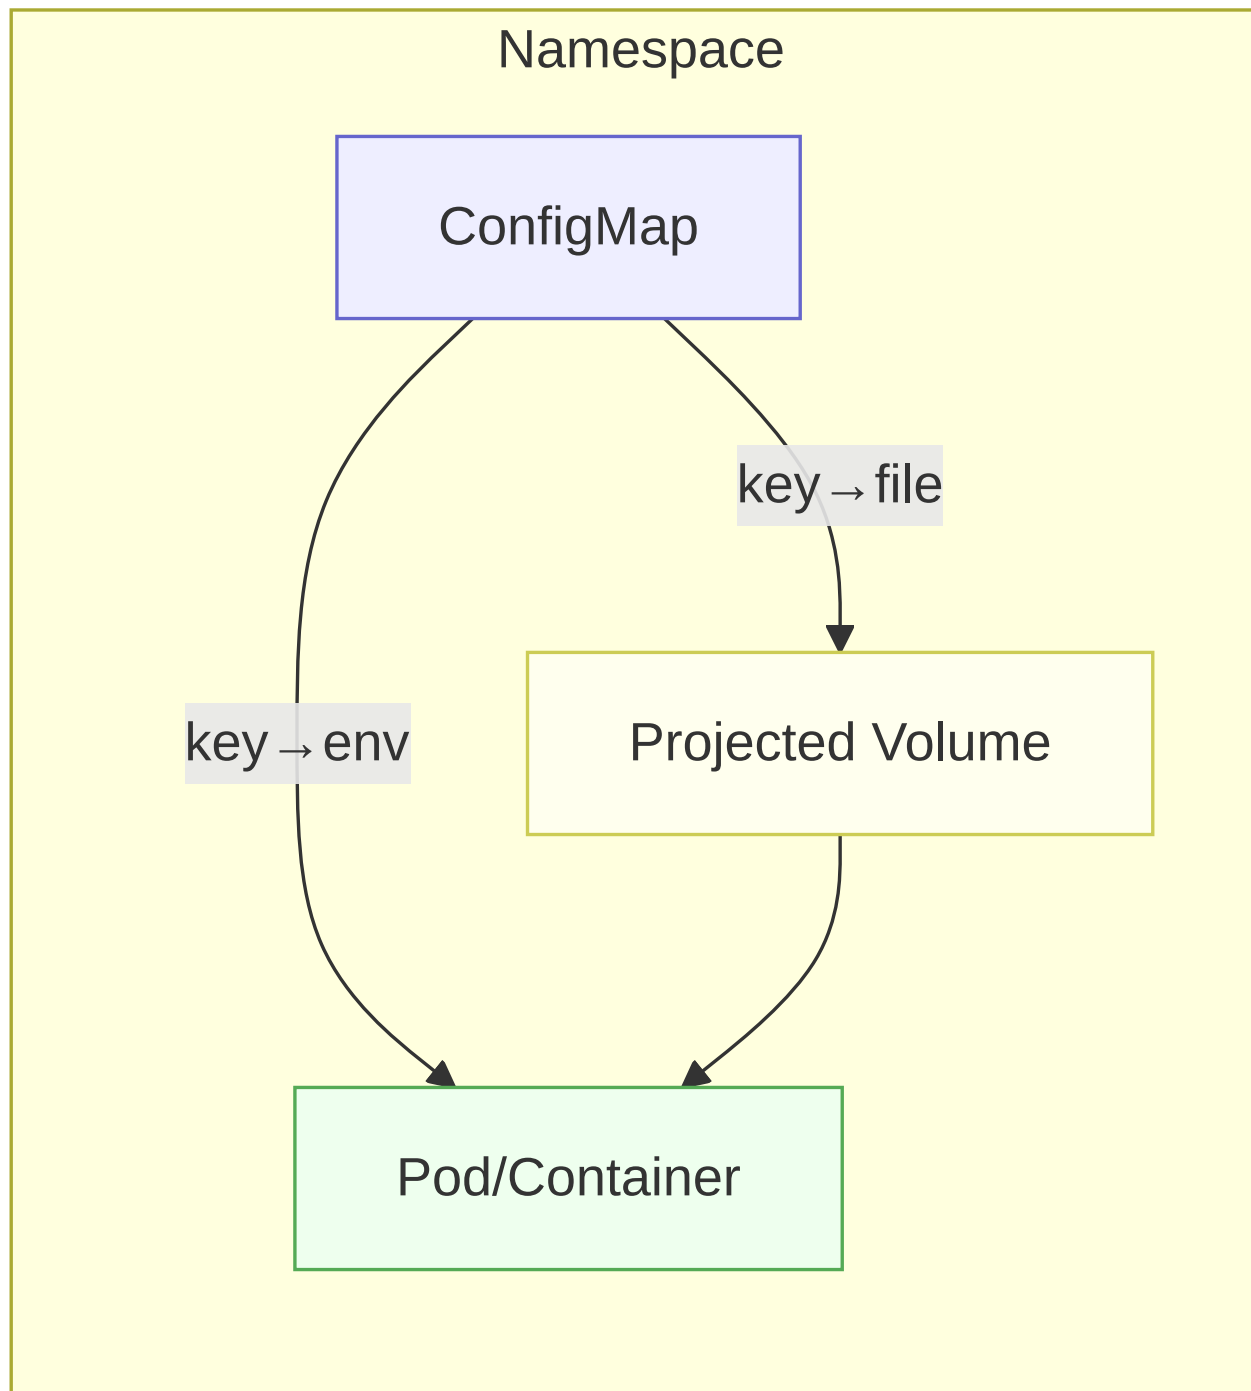 Namespace
ConfigMap
key→file
key→env
Projected Volume
Pod/Container